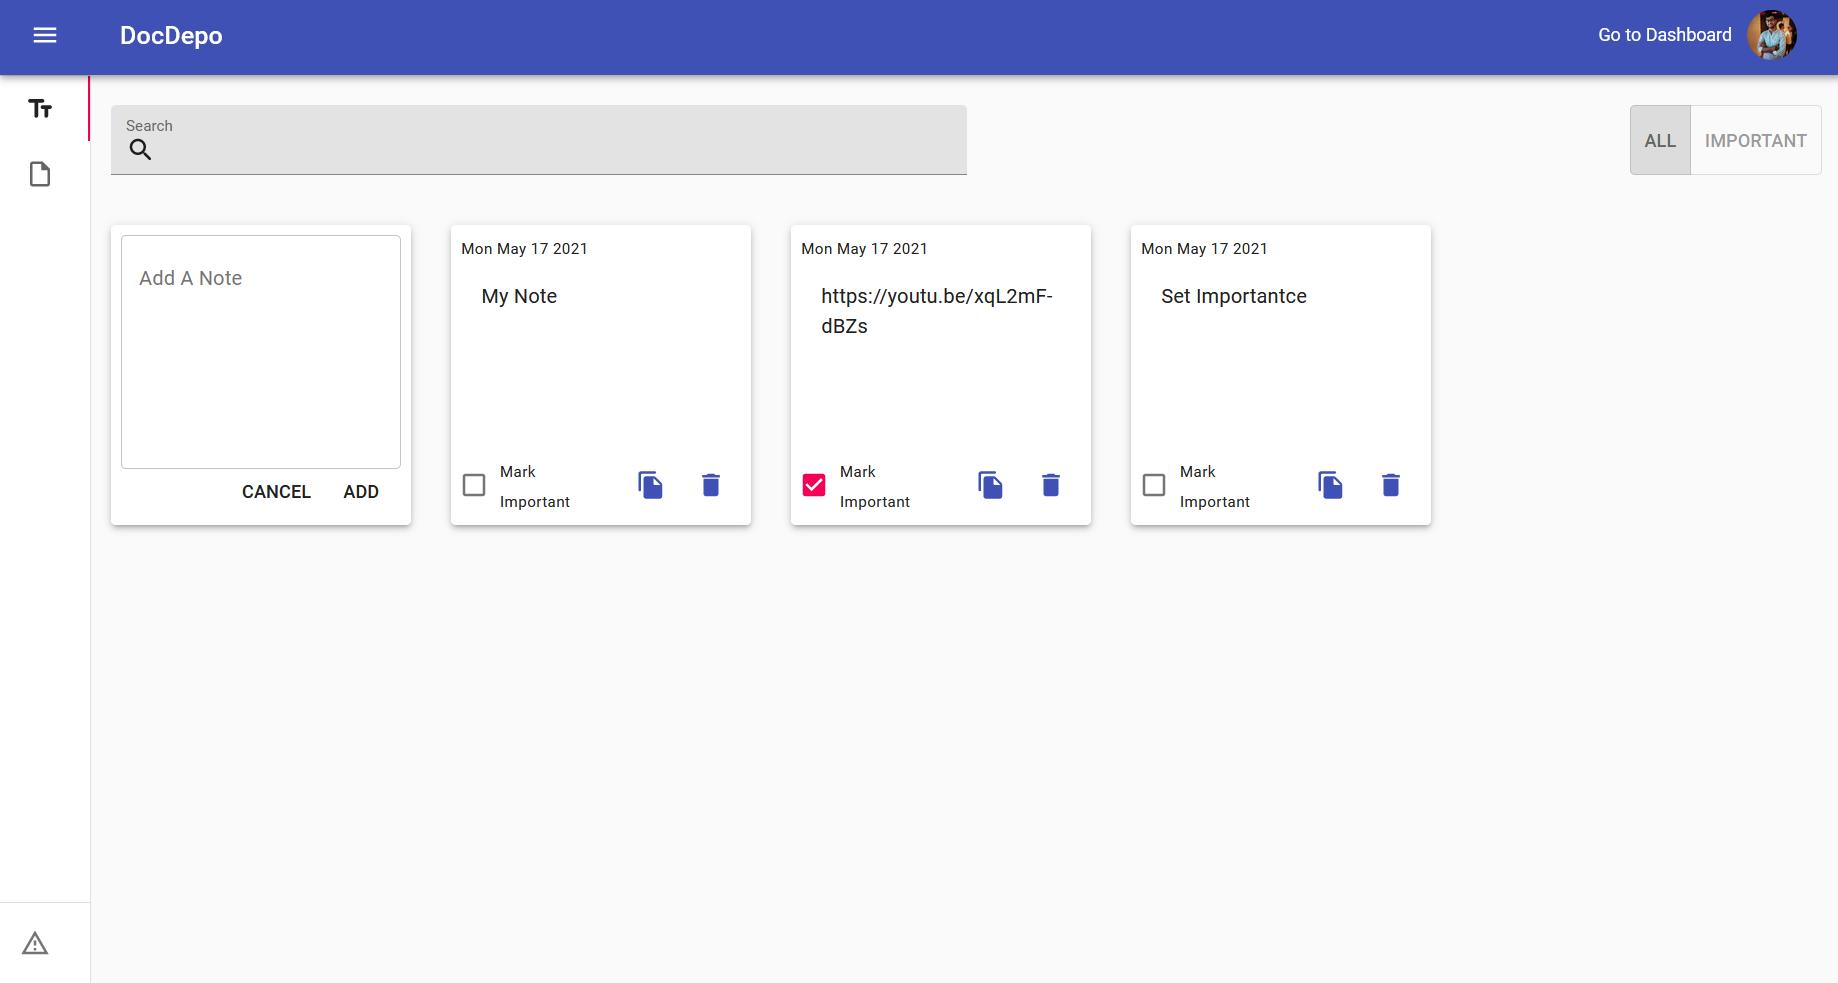 DocDepo
Go to Dashboard
Tт
Search
ALL
IMPORTANT
Add A Note
CANCEL
ADD
Mon May 17 2021
My Note
Mark
Important
Mon May 17 2021
https://youtu.be/xqL2mF-
dBZs
Mark
Important
Mon May 17 2021
Set Importantce
Mark
Important